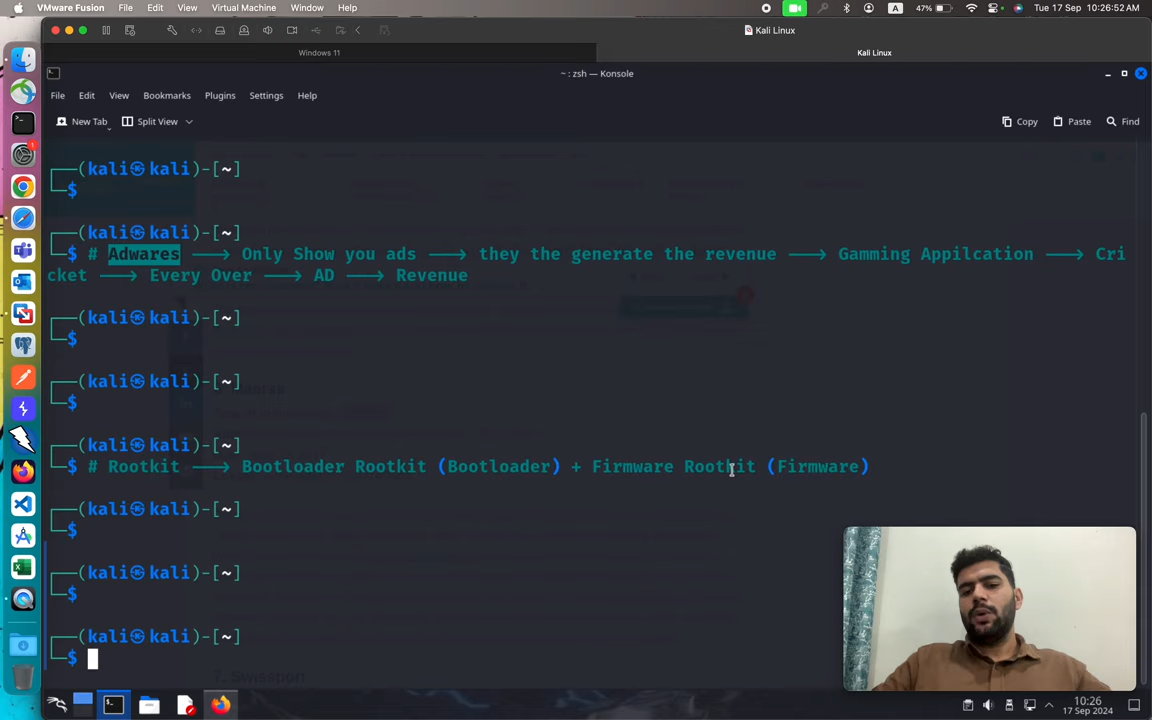 VMware Fusion File Edit View Virtual Machine Window Help A 47% Tue 17 Sep 10:26:52 AM
Kali Linux
Windows 11 Kali Linux
~ : zsh — Konsole
File Edit View Bookmarks Plugins Settings Help
New Tab Split View Copy Paste Find
(kali㉿kali)-[~]
$
(kali㉿kali)-[~]
$ # Adwares ⟶ Only Show you ads ⟶ they the generate the revenue ⟶ Gamming Appilcation ⟶ Cri
cket ⟶ Every Over ⟶ AD ⟶ Revenue
(kali㉿kali)-[~]
$
(kali㉿kali)-[~]
$
(kali㉿kali)-[~]
$ # Rootkit ⟶ Bootloader Rootkit (Bootloader) + Firmware Rootkit (Firmware)
(kali㉿kali)-[~]
$
(kali㉿kali)-[~]
$
7. Swissport
(kali㉿kali)-[~]
$
10:26
17 Sep 2024